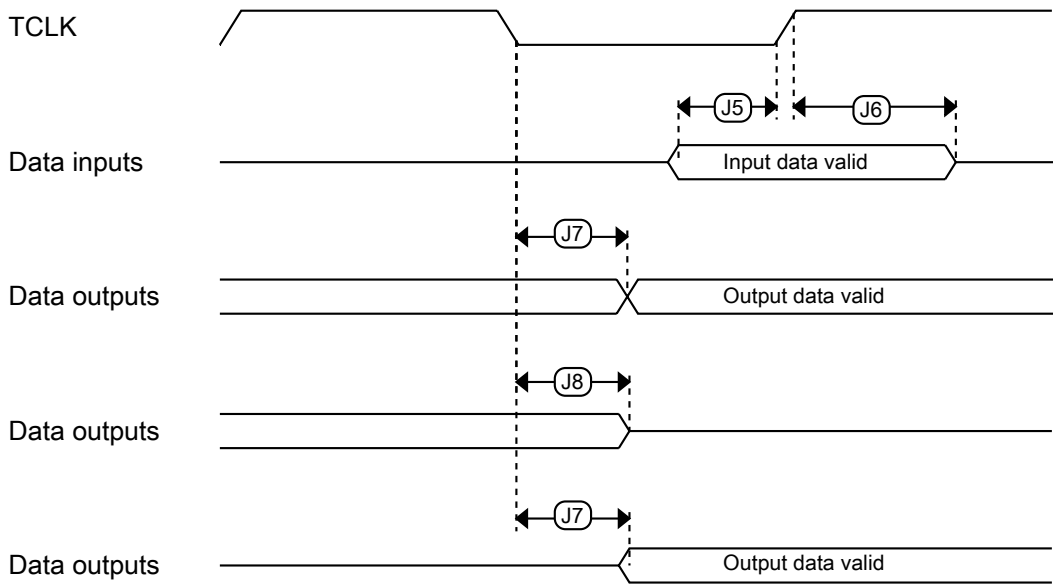 TCLK
J5
J6
Data inputs
Input data valid
J7
Data outputs
Output data valid
J8
Data outputs
J7
Data outputs
Output data valid